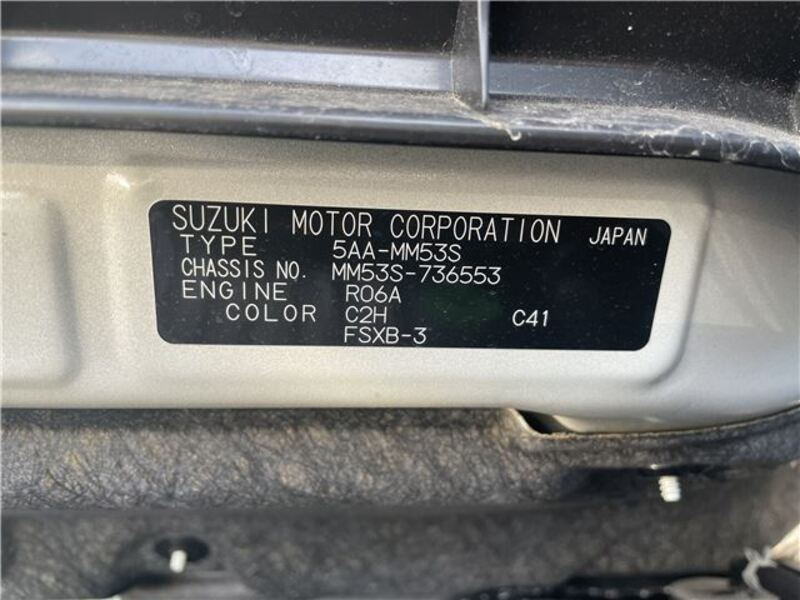 SUZUKI MOTOR CORPORATION JAPAN
TYPE 5AA-MM53S
CHASSIS NO. MM53S-736553
ENGINE R06A
COLOR C2H C41
FSXB-3